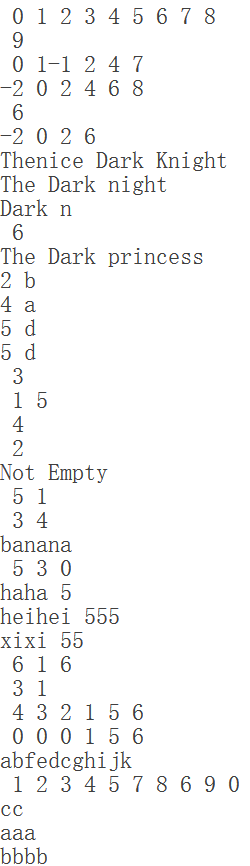 0 1 2 3 4 5 6 7 8
9
0 1-1 2 4 7
-2 0 2 4 6 8
6
-2 0 2 6
Thenice Dark Knight
The Dark night
Dark n
6
The Dark princess
2 b
4 a
5 d
5 d
3
1 5
4
2
Not Empty
5 1
3 4
banana
5 3 0
haha 5
heihei 555
xixi 55
6 1 6
3 1
4 3 2 1 5 6
0 0 0 1 5 6
abfedcghijk
1 2 3 4 5 7 8 6 9 0
cc
aaa
bbbb